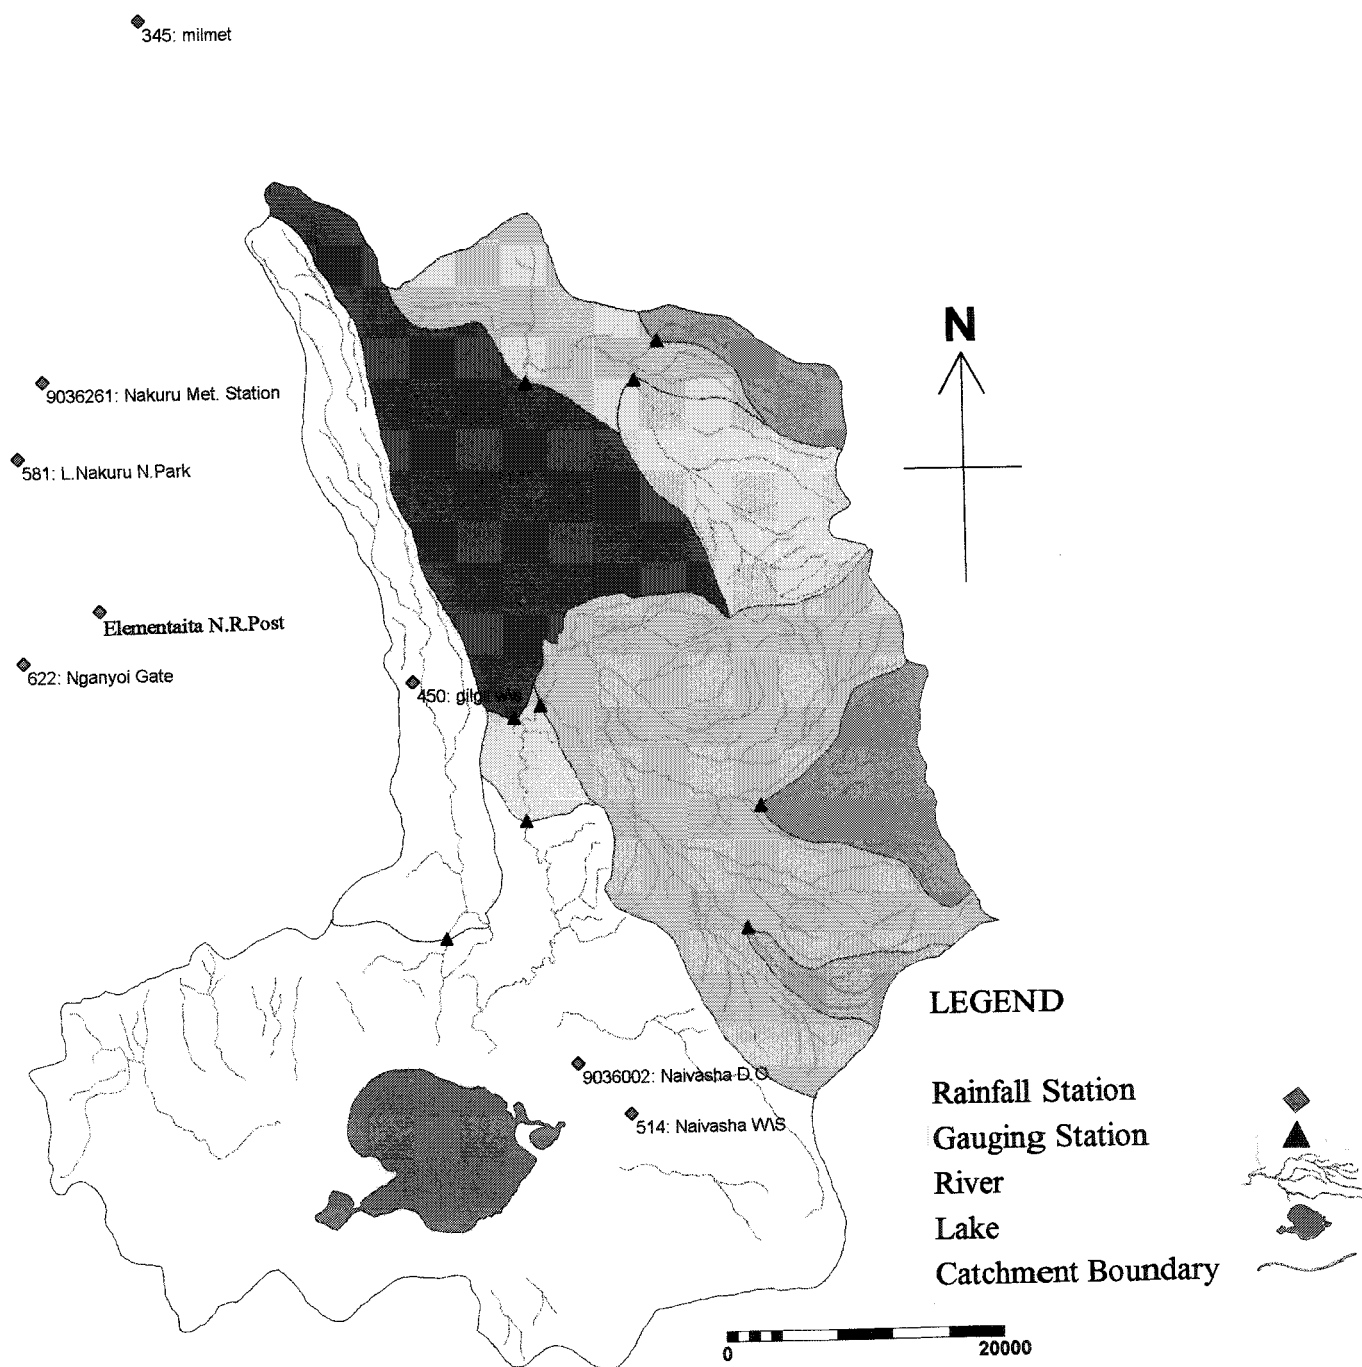 345: milmet
N
9036261: Nakuru Met. Station
581: L.Nakuru N.Park
Elementaita N.R.Post
622: Nganyoi Gate
450: gilgil w\s
LEGEND
9036002: Naivasha D.O
Rainfall Station
514: Naivasha W\S
Gauging Station
River
Lake
Catchment Boundary
0
20000